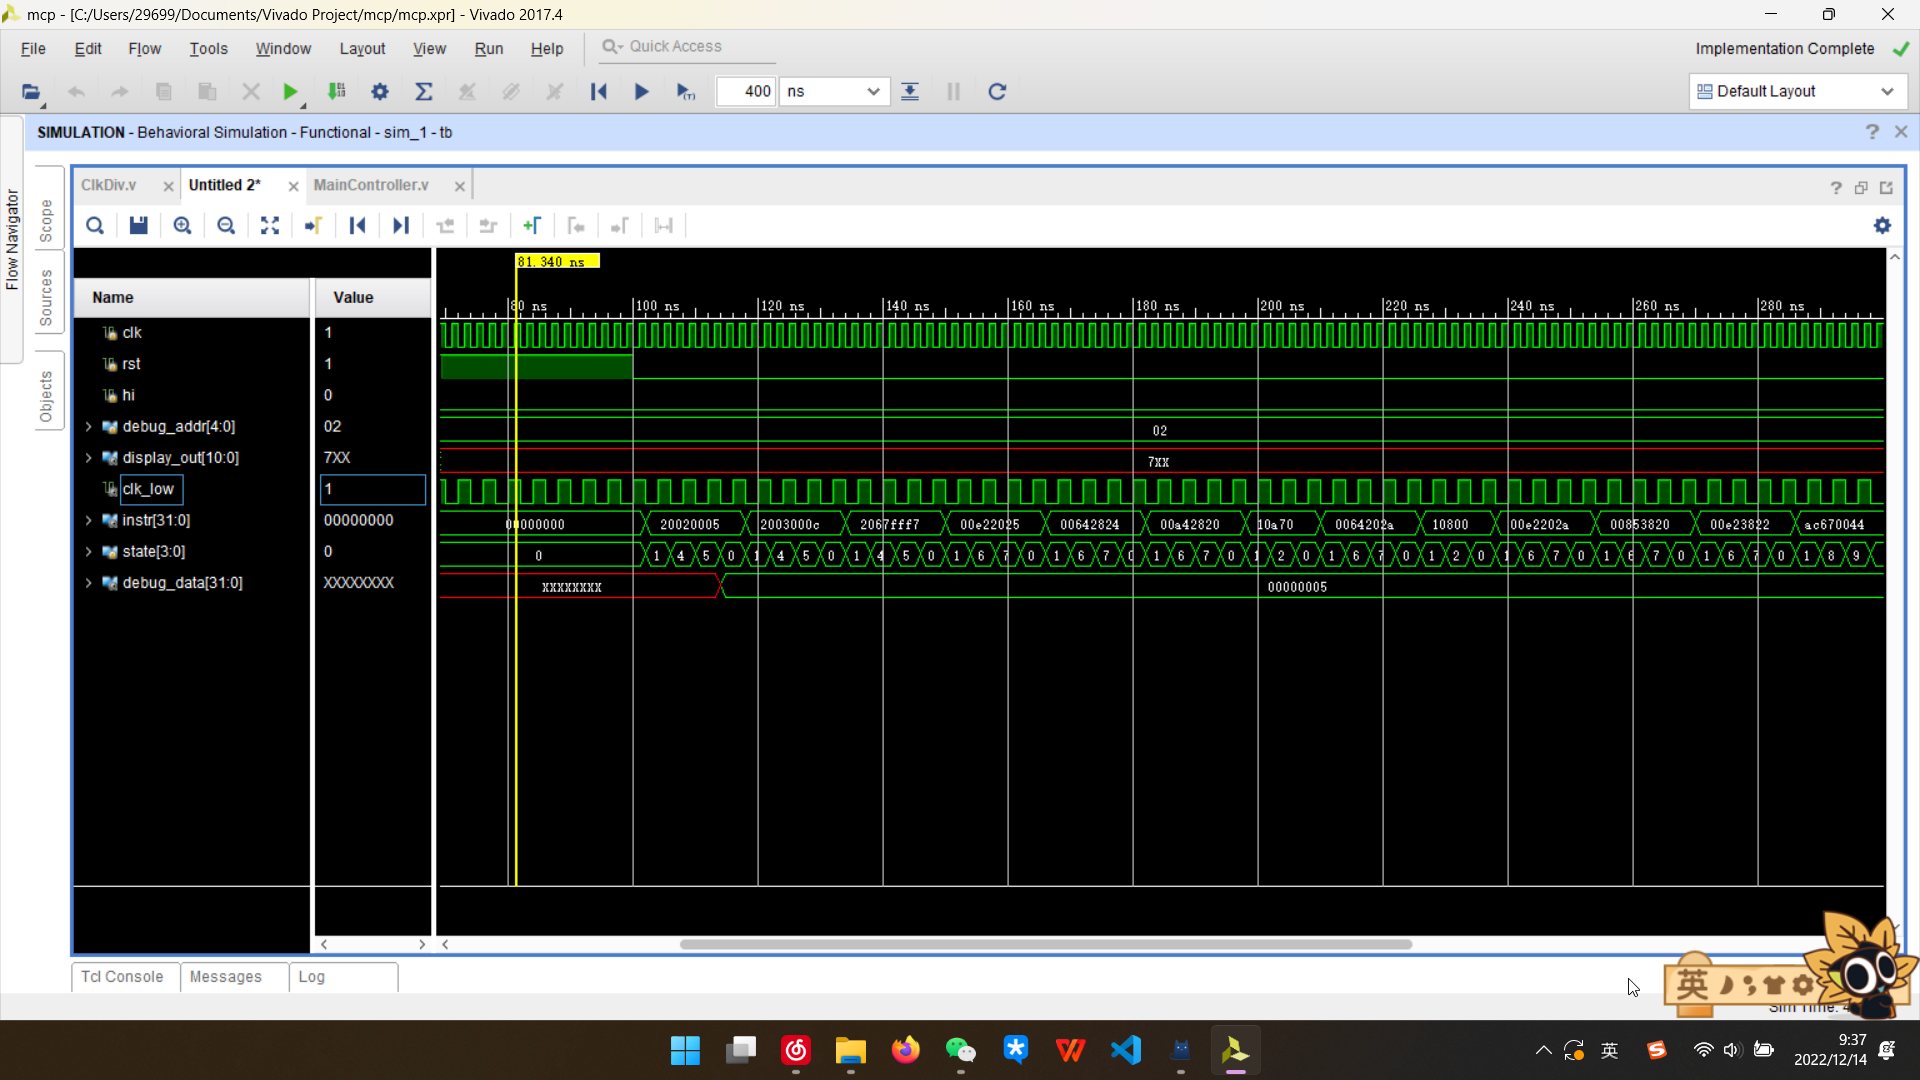 mcp - [C:/Users/29699/Documents/Vivado Project/mcp/mcp.xpr] - Vivado 2017.4
File Edit Flow Tools Window Layout View Run Help Quick Access Implementation Complete
400 ns Default Layout
SIMULATION - Behavioral Simulation - Functional - sim_1 - tb
Flow Navigator
Scope
Sources
Objects
ClkDiv.v Untitled 2* MainController.v
81.340 ns
Name Value
80 ns 100 ns 120 ns 140 ns 160 ns 180 ns 200 ns 220 ns 240 ns 260 ns 280 ns
clk 1
rst 1
hi 0
debug_addr[4:0] 02 02
display_out[10:0] 7XX 7XX
clk_low 1
instr[31:0] 00000000 00000000 20020005 2003000c 2067fff7 00e22025 00642824 00a42820 10a70 0064202a 10800 00e2202a 00853820 00e23822 ac670044
state[3:0] 0 0 1 4 5 0 1 4 5 0 1 4 5 0 1 6 7 0 1 6 7 0 1 6 7 0 1 2 0 1 6 7 0 1 2 0 1 6 7 0 1 6 7 0 1 6 7 0 1 8 9
debug_data[31:0] XXXXXXXX XXXXXXXX 00000005
Tcl Console Messages Log
英
Sim Time:
英
9:37
2022/12/14